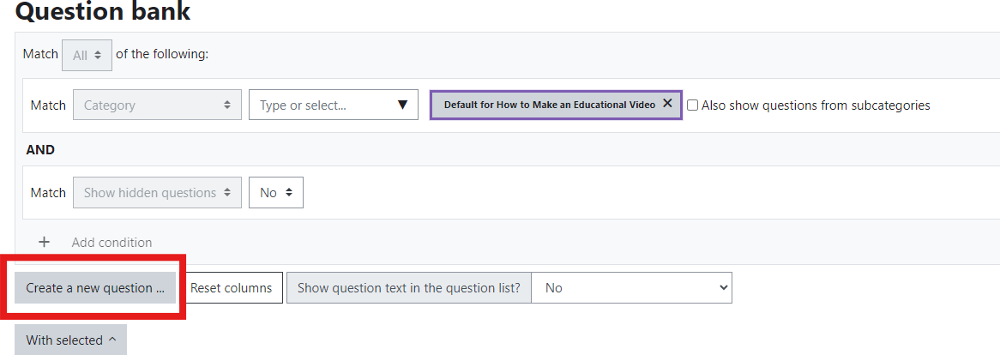 Question bank
Match All of the following:
Match Category Type or select... Default for How to Make an Educational Video Also show questions from subcategories
AND
Match Show hidden questions No
Add condition
Create a new question ... Reset columns Show question text in the question list? No
With selected